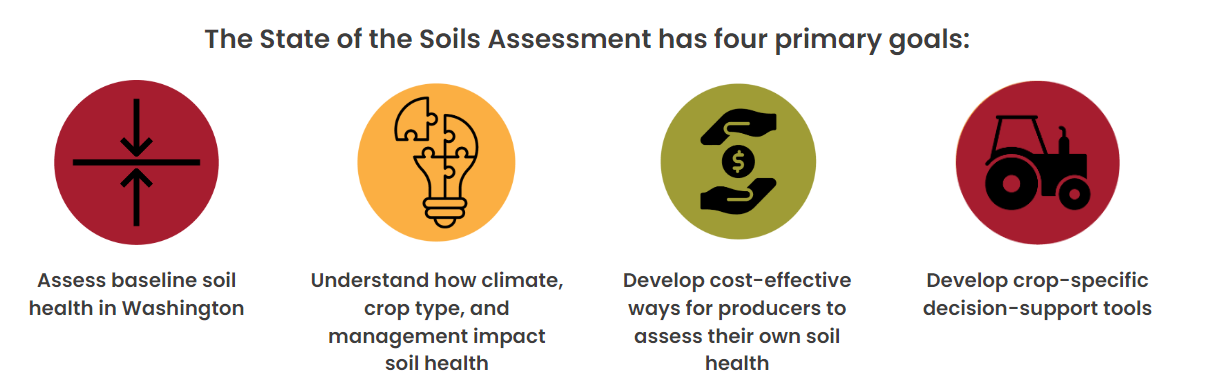 The State of the Soils Assessment has four primary goals:
$
Assess baseline soil
health in Washington
Understand how climate,
crop type, and
management impact
soil health
Develop cost-effective
ways for producers to
assess their own soil
health
Develop crop-specific
decision-support tools